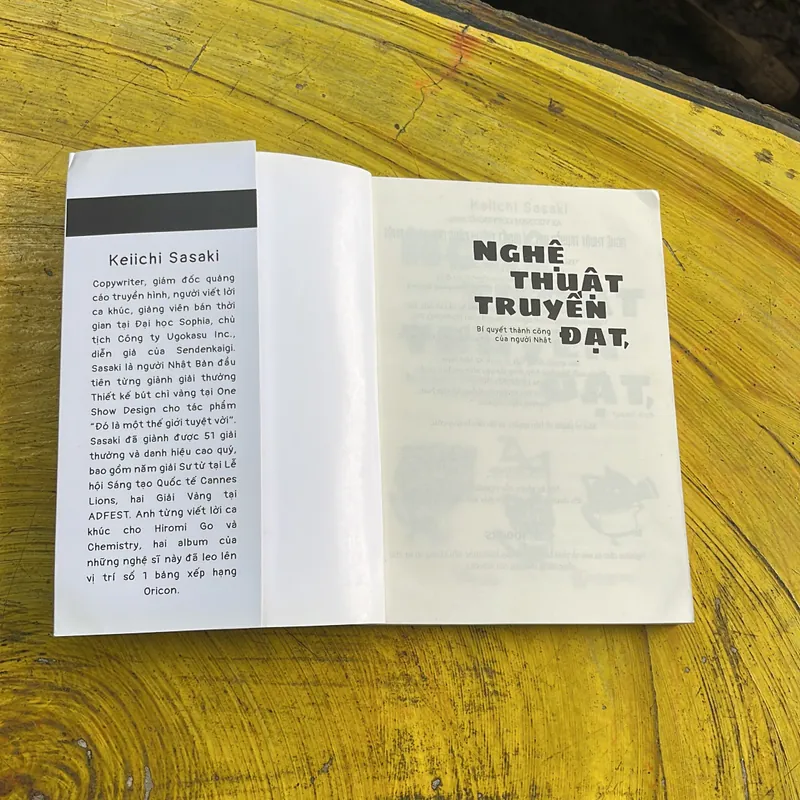 Keiichi Sasaki
Copywriter, giám đốc quảng
cáo truyền hình, người viết lời
ca khúc, giảng viên bán thời
gian tại Đại học Sophia, chủ
tịch Công ty Ugokasu Inc.,
diễn giả của Sendenkaigi.
Sasaki là người Nhật Bản đầu
tiên từng giành giải thưởng
Thiết kế bút chì vàng tại One
Show Design cho tác phẩm
“Đó là một thế giới tuyệt vời”.
Sasaki đã giành được 51 giải
thưởng và danh hiệu cao quý,
bao gồm năm giải Sư tử tại Lễ
hội Sáng tạo Quốc tế Cannes
Lions, hai Giải Vàng tại
ADFEST. Anh từng viết lời ca
khúc cho Hiromi Go và
Chemistry, hai album của
những nghệ sĩ này đã leo lên
vị trí số 1 bảng xếp hạng
Oricon.
Keiichi Sasaki
NGHỆ
THUẬT
TRUYỀN
ĐẠT,
Bí quyết thành công
của người Nhật